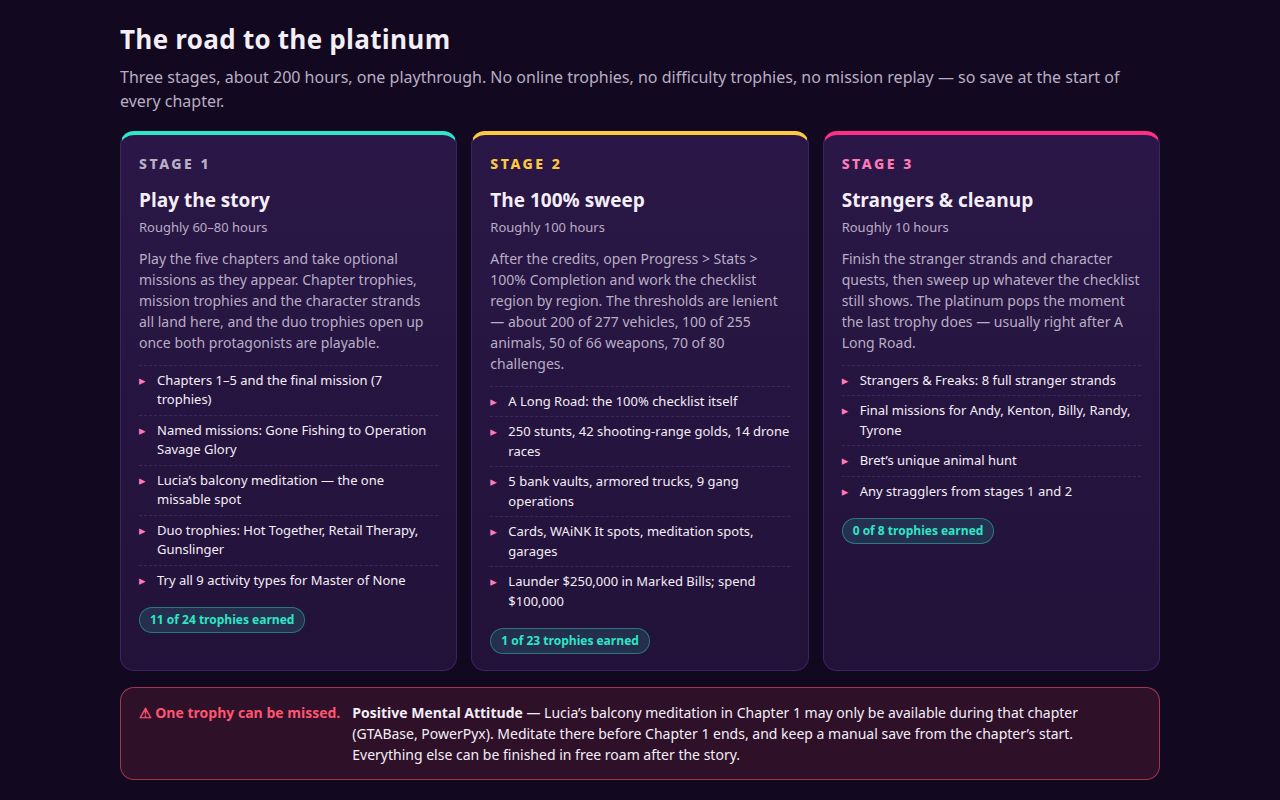 The road to the platinum
Three stages, about 200 hours, one playthrough. No online trophies, no difficulty trophies, no mission replay — so save at the start of
every chapter.
STAGE 1
Play the story
Roughly 60–80 hours
Play the five chapters and take optional
missions as they appear. Chapter trophies,
mission trophies and the character strands
all land here, and the duo trophies open up
once both protagonists are playable.
▸ Chapters 1–5 and the final mission (7
trophies)
▸ Named missions: Gone Fishing to Operation
Savage Glory
▸ Lucia’s balcony meditation — the one
missable spot
▸ Duo trophies: Hot Together, Retail Therapy,
Gunslinger
▸ Try all 9 activity types for Master of None
11 of 24 trophies earned
STAGE 2
The 100% sweep
Roughly 100 hours
After the credits, open Progress > Stats >
100% Completion and work the checklist
region by region. The thresholds are lenient
— about 200 of 277 vehicles, 100 of 255
animals, 50 of 66 weapons, 70 of 80
challenges.
▸ A Long Road: the 100% checklist itself
▸ 250 stunts, 42 shooting-range golds, 14 drone
races
▸ 5 bank vaults, armored trucks, 9 gang
operations
▸ Cards, WAiNK It spots, meditation spots,
garages
▸ Launder $250,000 in Marked Bills; spend
$100,000
1 of 23 trophies earned
STAGE 3
Strangers & cleanup
Roughly 10 hours
Finish the stranger strands and character
quests, then sweep up whatever the checklist
still shows. The platinum pops the moment
the last trophy does — usually right after A
Long Road.
▸ Strangers & Freaks: 8 full stranger strands
▸ Final missions for Andy, Kenton, Billy, Randy,
Tyrone
▸ Bret’s unique animal hunt
▸ Any stragglers from stages 1 and 2
0 of 8 trophies earned
⚠ One trophy can be missed. Positive Mental Attitude — Lucia’s balcony meditation in Chapter 1 may only be available during that chapter
(GTABase, PowerPyx). Meditate there before Chapter 1 ends, and keep a manual save from the chapter’s start.
Everything else can be finished in free roam after the story.